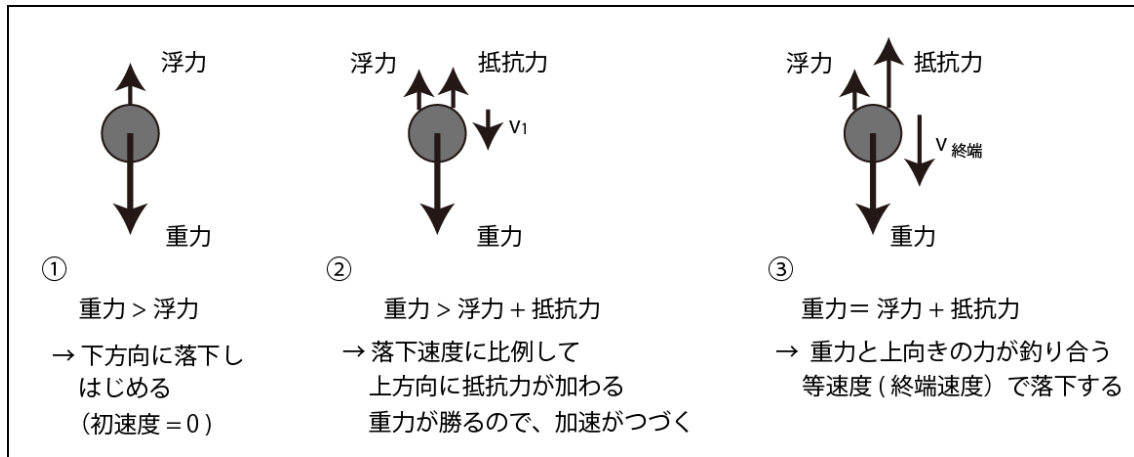 浮力
重力
①
重力 > 浮力
→ 下方向に落下し
はじめる
（初速度 = 0 )
浮力
抵抗力
v1
重力
②
重力 > 浮力 + 抵抗力
→ 落下速度に比例して
上方向に抵抗力が加わる
重力が勝るので、加速がつづく
浮力
抵抗力
v 終端
重力
③
重力＝ 浮力 + 抵抗力
→ 重力と上向きの力が釣り合う
等速度 ( 終端速度）で落下する